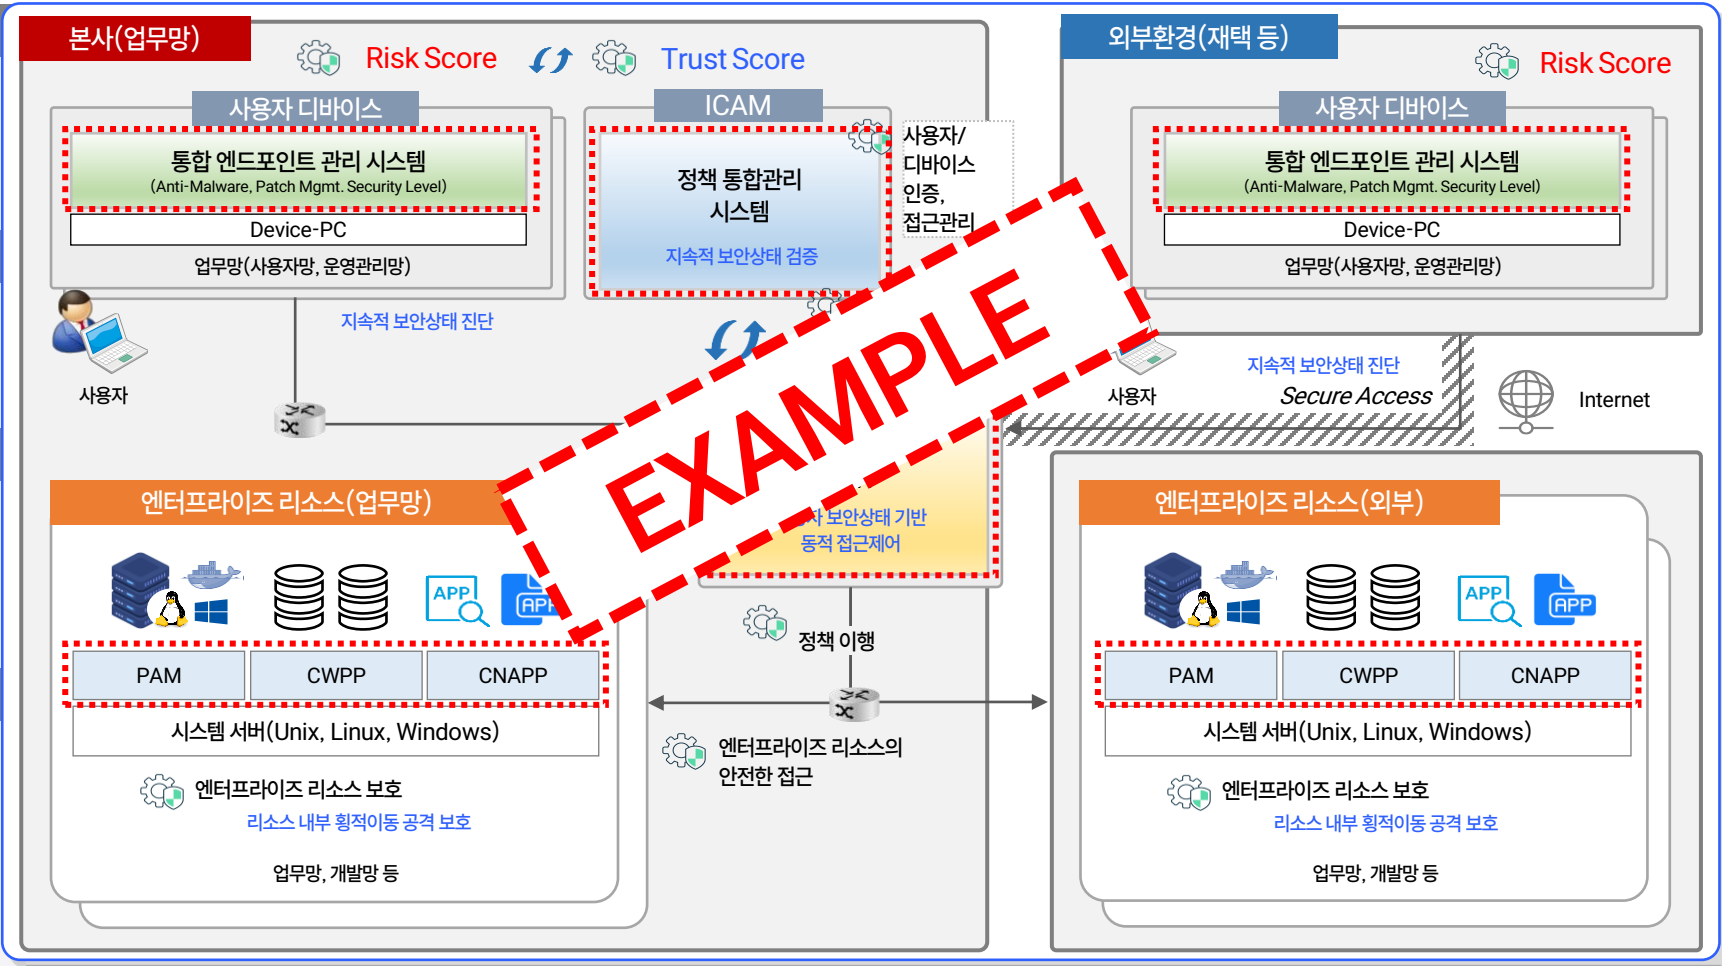 본사(업무망)
Risk Score
Trust Score
사용자 디바이스
통합 엔드포인트 관리 시스템
(Anti-Malware, Patch Mgmt. Security Level)
Device-PC
업무망(사용자망, 운영관리망)
ICAM
정책 통합관리
시스템
지속적 보안상태 검증
사용자/
디바이스
인증,
접근관리
사용자
지속적 보안상태 진단
외부환경(재택 등)
Risk Score
사용자 디바이스
통합 엔드포인트 관리 시스템
(Anti-Malware, Patch Mgmt. Security Level)
Device-PC
업무망(사용자망, 운영관리망)
사용자
지속적 보안상태 진단
Secure Access
Internet
EXAMPLE
보안상태 기반
동적 접근제어
정책 이행
엔터프라이즈 리소스의
안전한 접근
엔터프라이즈 리소스(업무망)
APP
APP
PAM
CWPP
CNAPP
시스템 서버(Unix, Linux, Windows)
엔터프라이즈 리소스 보호
리소스 내부 횡적이동 공격 보호
업무망, 개발망 등
엔터프라이즈 리소스(외부)
APP
APP
PAM
CWPP
CNAPP
시스템 서버(Unix, Linux, Windows)
엔터프라이즈 리소스 보호
리소스 내부 횡적이동 공격 보호
업무망, 개발망 등